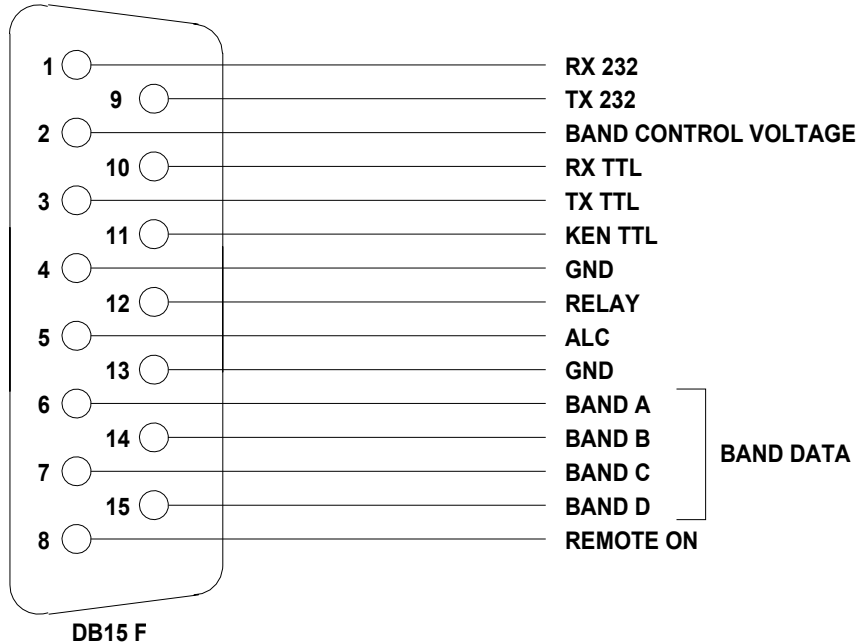 1 RX 232
9 TX 232
2 BAND CONTROL VOLTAGE
10 RX TTL
3 TX TTL
11 KEN TTL
4 GND
12 RELAY
5 ALC
13 GND
6 BAND A
14 BAND B
BAND DATA
7 BAND C
15 BAND D
8 REMOTE ON
DB15 F